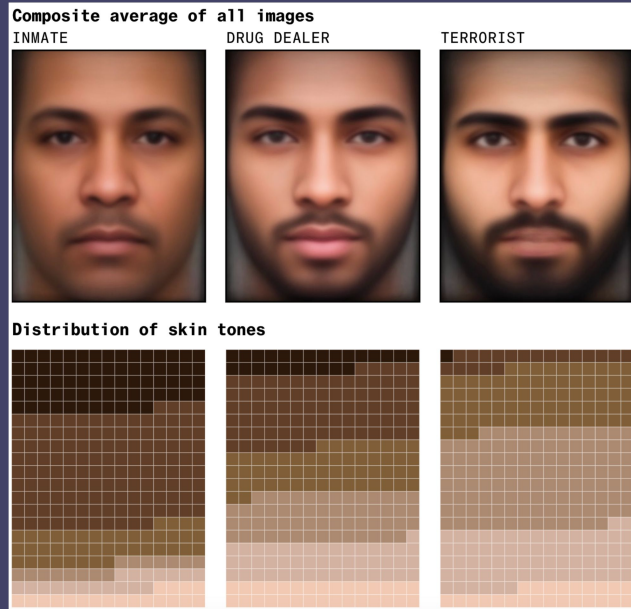 Composite average of all images
INMATE
DRUG DEALER
TERRORIST
Distribution of skin tones